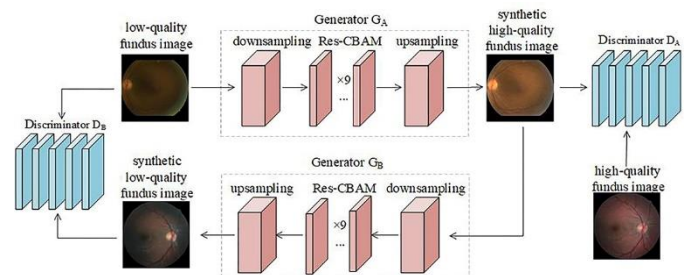 Generator G_A
low-quality
fundus image
downsampling Res-CBAM upsampling
×9
...
synthetic
high-quality
fundus image
Discriminator D_A
Discriminator D_B
synthetic
low-quality
fundus image
Generator G_B
upsampling Res-CBAM downsampling
×9
...
high-quality
fundus image